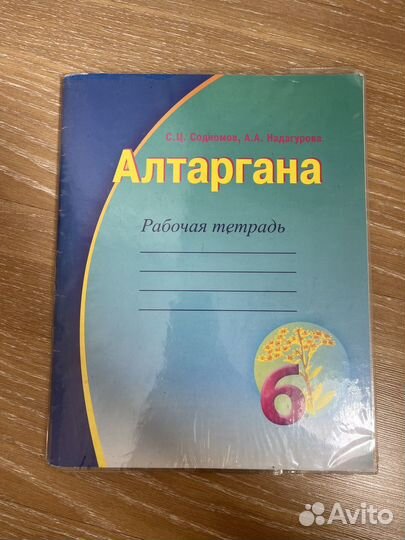 С.Ц. Содномов, А.А. Надагурова
Алтаргана
Рабочая тетрадь
6
Avito